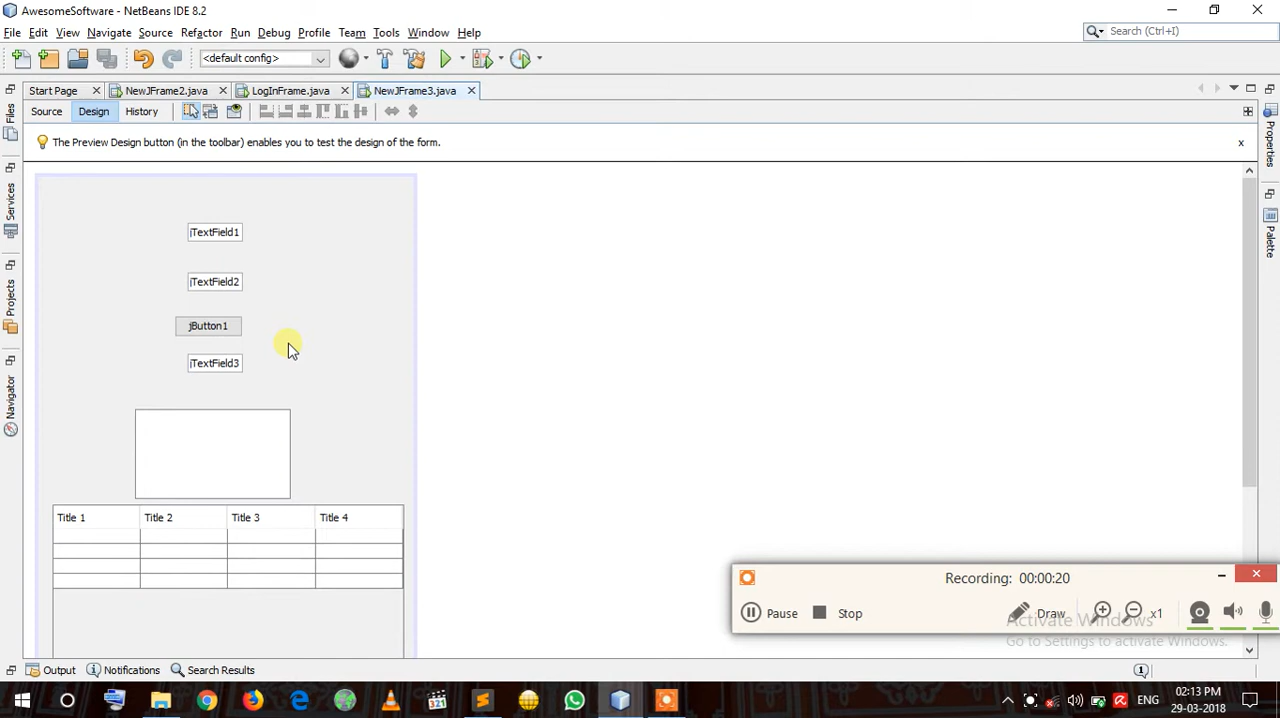 AwesomeSoftware - NetBeans IDE 8.2
File Edit View Navigate Source Refactor Run Debug Profile Team Tools Window Help
Search (Ctrl+I)
<default config>
Start Page NewJFrame2.java LogInFrame.java NewJFrame3.java
Source Design History
The Preview Design button (in the toolbar) enables you to test the design of the form.
Files
Services
Projects
Navigator
Properties
Palette
jTextField1
jTextField2
jButton1
jTextField3
Title 1 Title 2 Title 3 Title 4
Recording: 00:00:20
Pause Stop Draw x1
Activate Windows
Go to Settings to activate Windows.
Output Notifications Search Results
1
321
ENG
02:13 PM
29-03-2018